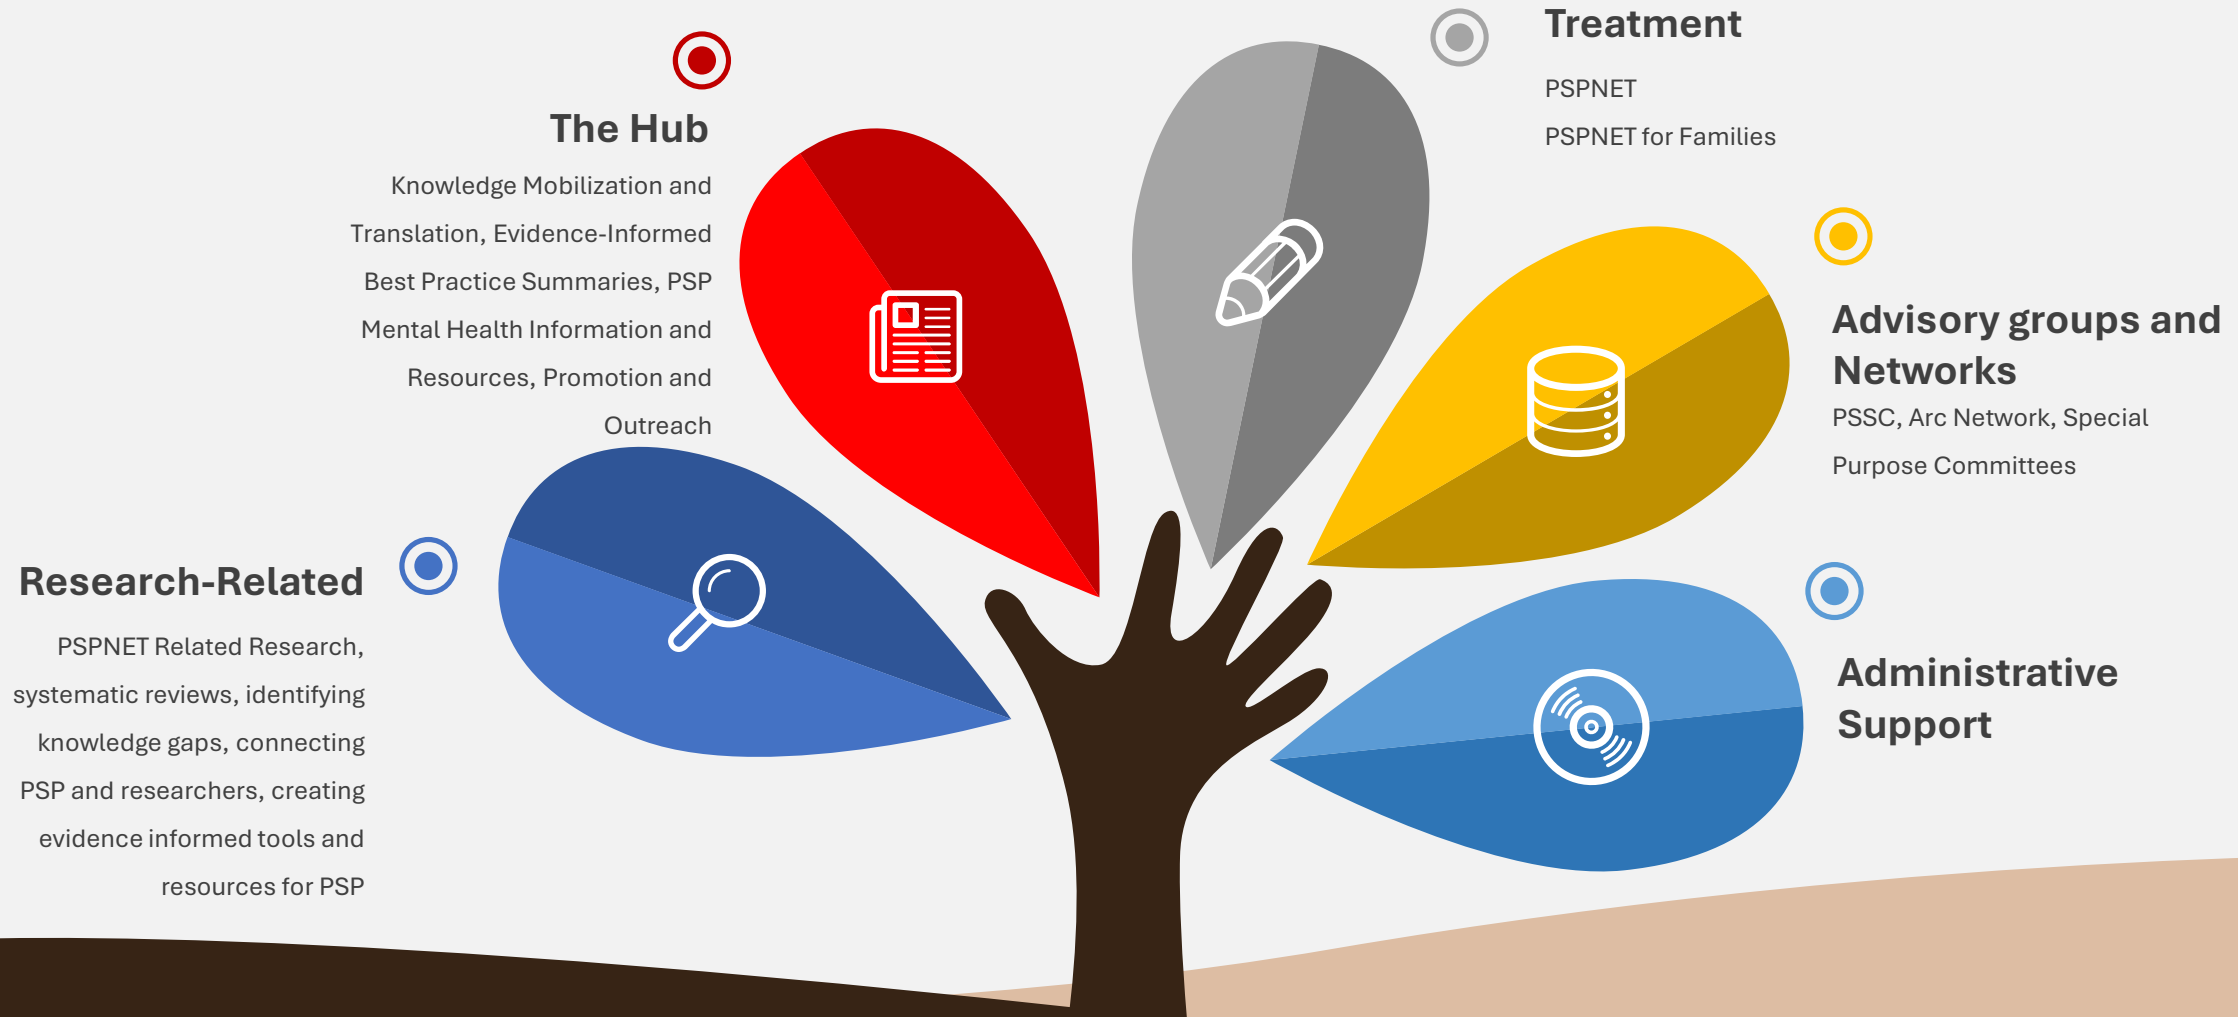 The Hub
Knowledge Mobilization and
Translation, Evidence-Informed
Best Practice Summaries, PSP
Mental Health Information and
Resources, Promotion and
Outreach
Research-Related
PSPNET Related Research,
systematic reviews, identifying
knowledge gaps, connecting
PSP and researchers, creating
evidence informed tools and
resources for PSP
Treatment
PSPNET
PSPNET for Families
Advisory groups and
Networks
PSSC, Arc Network, Special
Purpose Committees
Administrative
Support